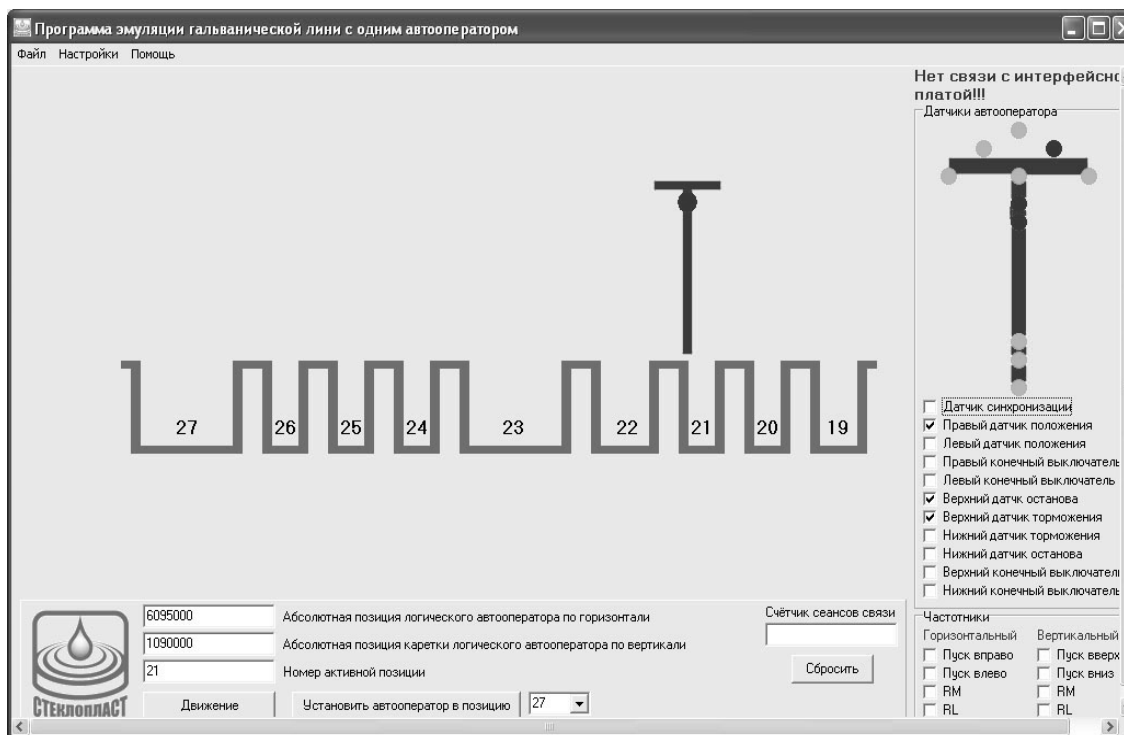 Программа эмуляции гальванической лини с одним автооператором
Файл Настройки Помощь
Нет связи с интерфейсно
платой!!!
Датчики автооператора
27 26 25 24 23 22 21 20 19
Датчик синхронизации
Правый датчик положения
Левый датчик положения
Правый конечный выключатель
Левый конечный выключатель
Верхний датчк останова
Верхний датчик торможения
Нижний датчик торможения
Нижний датчик останова
Верхний конечный выключатель
Нижний конечный выключатель
6095000 Абсолютная позиция логического автооператора по горизонтали
1090000 Абсолютная позиция каретки логического автооператора по вертикали
21 Номер активной позиции
Движение Установить автооператор в позицию 27
СТЕКЛОПЛАСТ
Счётчик сеансов связи
Сбросить
Частотники
Горизонтальный Вертикальный
Пуск вправо Пуск вверх
Пуск влево Пуск вниз
RM RM
RL RL